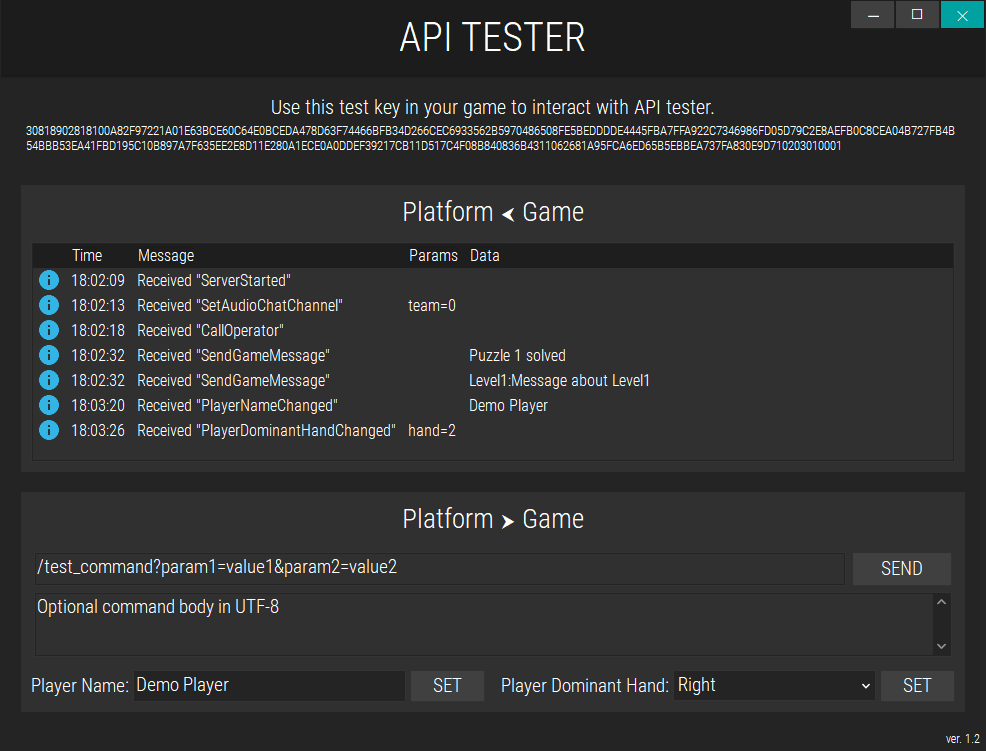 API TESTER
Use this test key in your game to interact with API tester.
30818902818100A82F97221A01E63BCE60C64E0BCEDA478D63F74466BFB34D266CEC6933562B5970486508FE5BEDDDDE4445FBA7FFA922C7346986FD05D79C2E8AEFB0C8CEA04B727FB4B
54BBB53EA41FBD195C10B897A7F635EE2E8D11E280A1ECE0A0DDEF39217CB11D517C4F08B840836B4311062681A95FCA6ED65B5EBBEA737FA830E9D710203010001
Platform < Game
Time Message Params Data
18:02:09 Received "ServerStarted"
18:02:13 Received "SetAudioChatChannel" team=0
18:02:18 Received "CallOperator"
18:02:32 Received "SendGameMessage" Puzzle 1 solved
18:02:32 Received "SendGameMessage" Level1:Message about Level1
18:03:20 Received "PlayerNameChanged" Demo Player
18:03:26 Received "PlayerDominantHandChanged" hand=2
Platform > Game
/test_command?param1=value1&param2=value2 SEND
Optional command body in UTF-8
Player Name: Demo Player SET Player Dominant Hand: Right SET
ver. 1.2